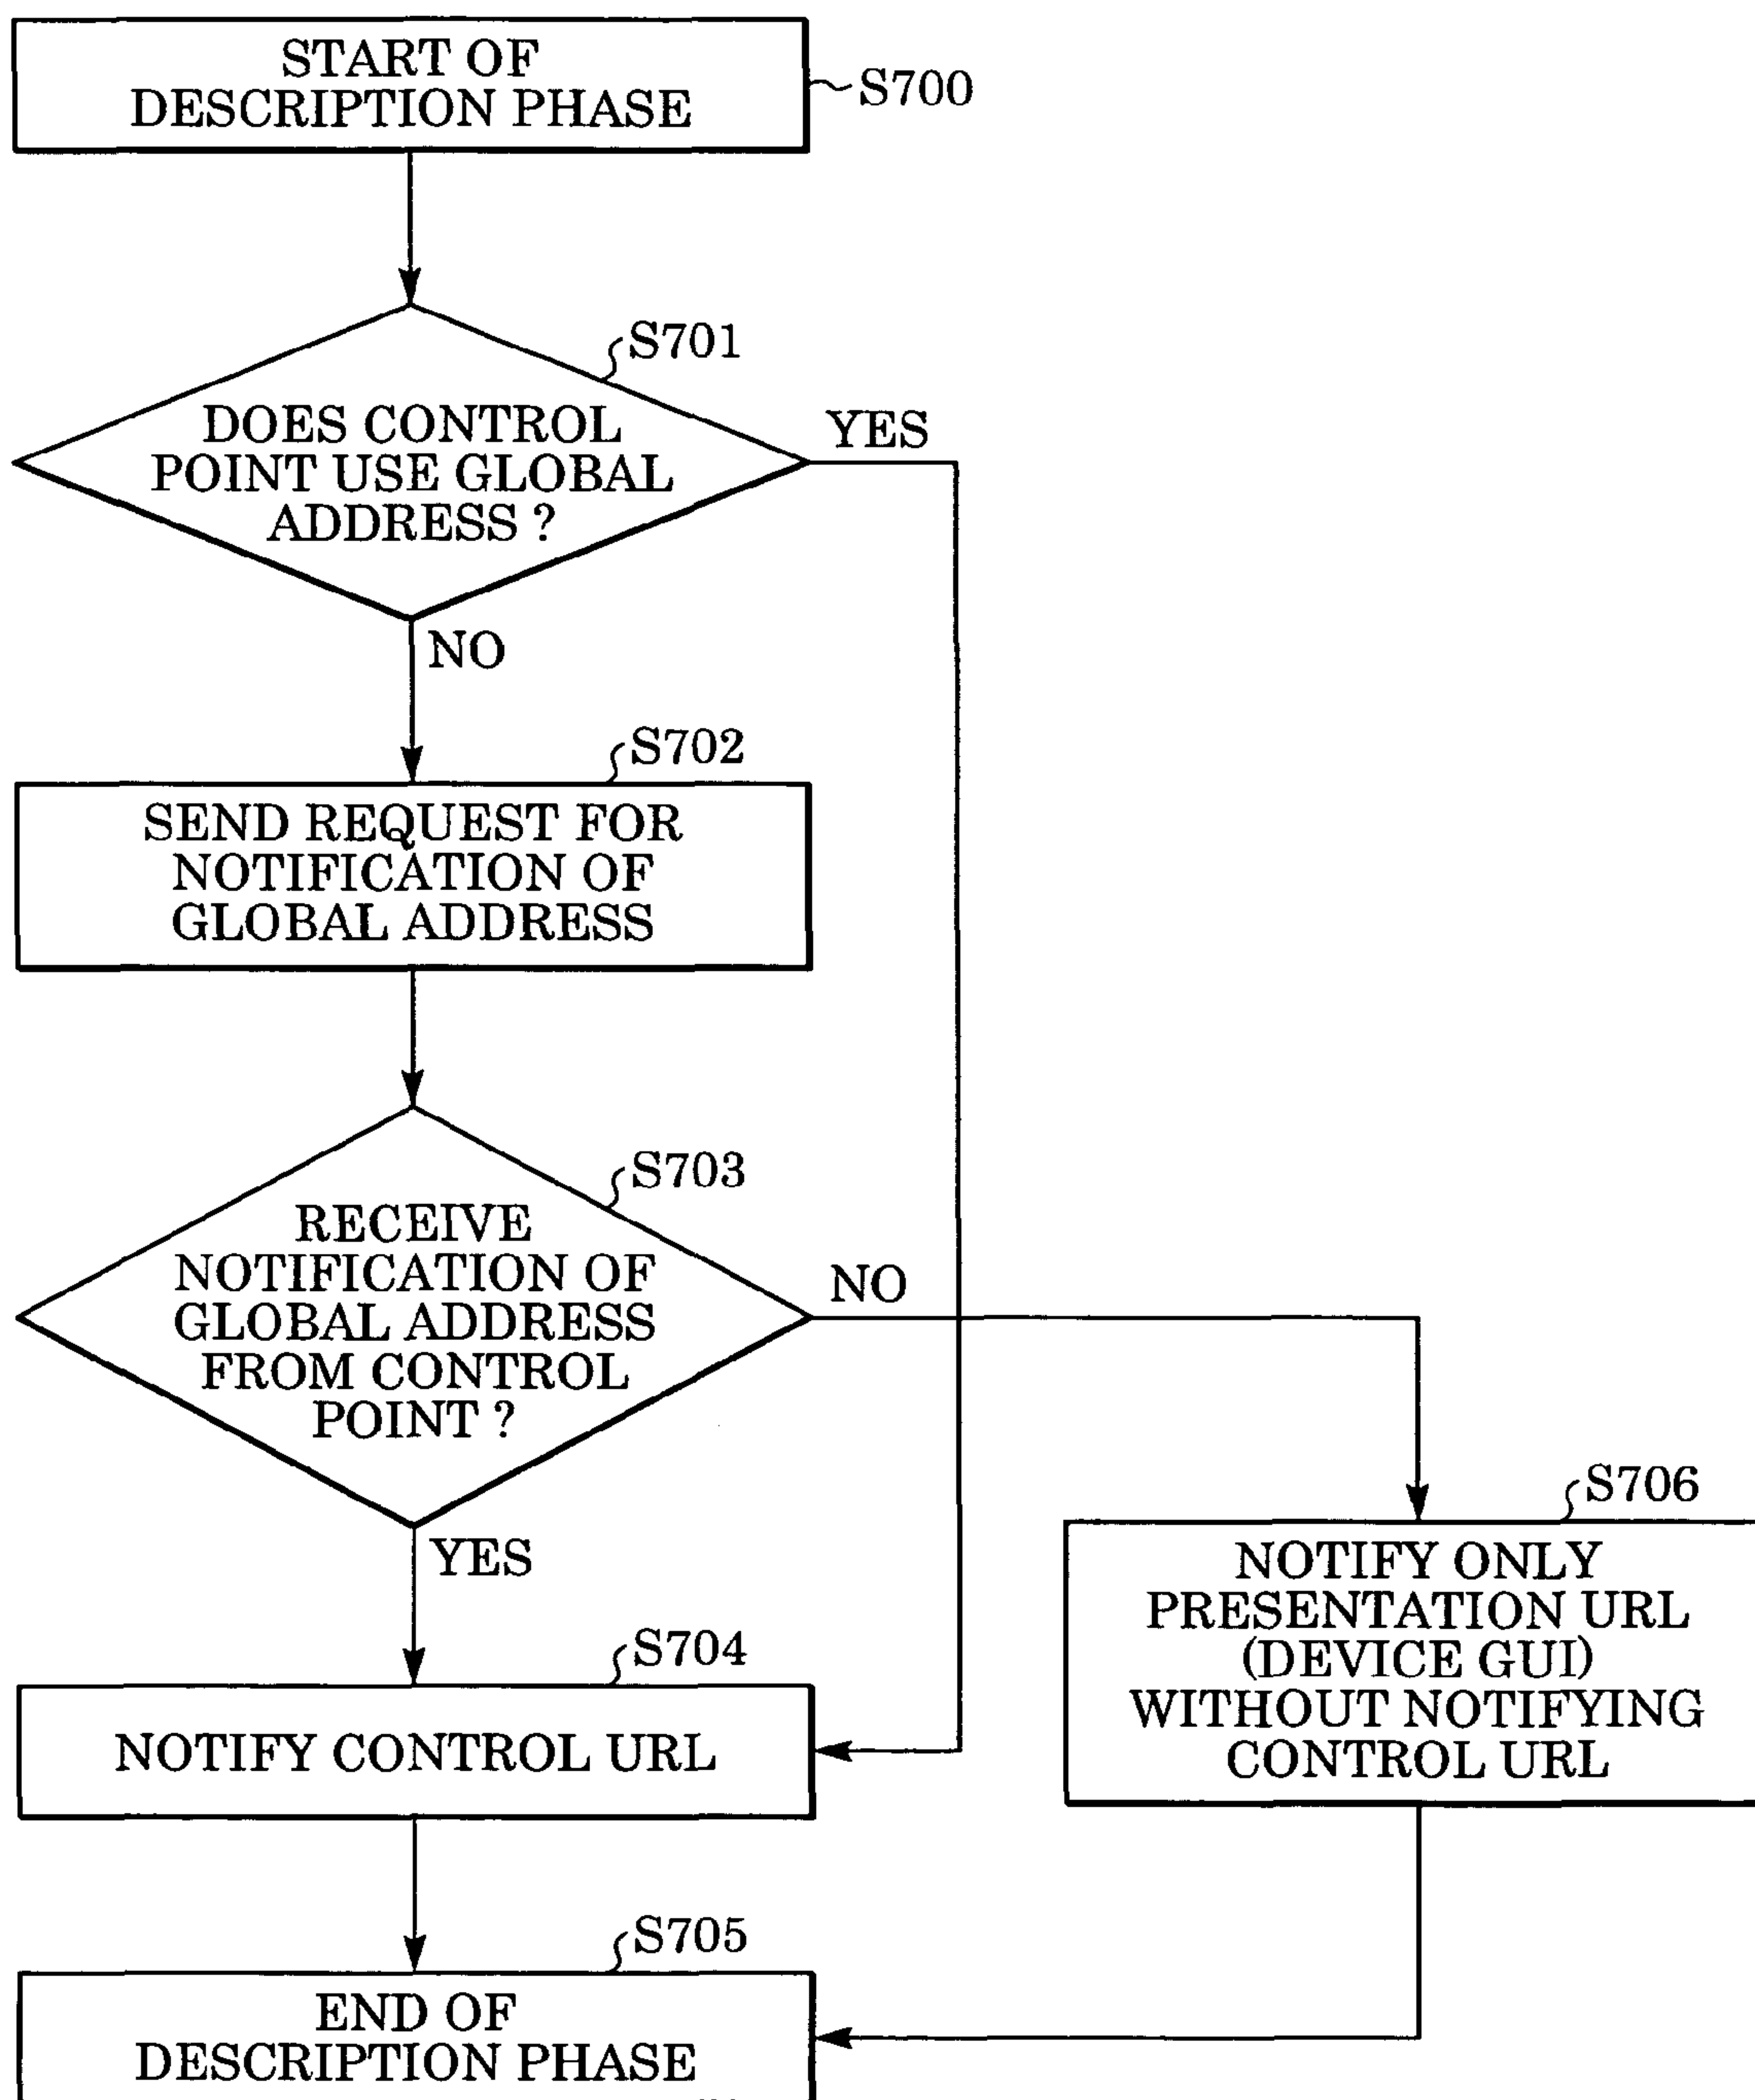 START OF
DESCRIPTION PHASE
S700
S701
DOES CONTROL
POINT USE GLOBAL
ADDRESS ?
YES
NO
S702
SEND REQUEST FOR
NOTIFICATION OF
GLOBAL ADDRESS
S703
RECEIVE
NOTIFICATION OF
GLOBAL ADDRESS
FROM CONTROL
POINT ?
NO
YES
S706
NOTIFY ONLY
PRESENTATION URL
(DEVICE GUI)
WITHOUT NOTIFYING
CONTROL URL
S704
NOTIFY CONTROL URL
S705
END OF
DESCRIPTION PHASE